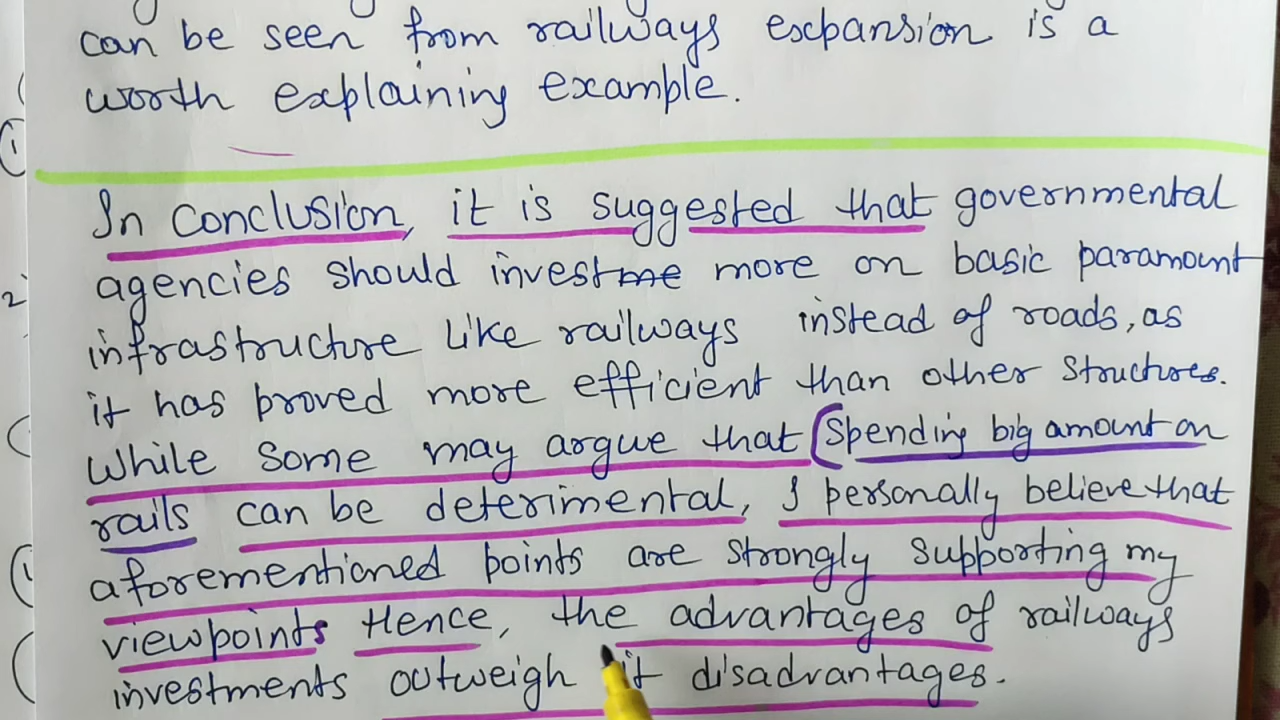 can be seen from railways expansion is a
worth explaining example.
In Conclusion, it is suggested that governmental
agencies should investme more on basic paramount
infrastructure like railways instead of roads, as
it has proved more efficient than other structures.
While some may argue that (spending big amount on
rails can be deterimental, I personally believe that
aforementioned points are strongly supporting my
viewpoints Hence, the advantages of railways
investments outweigh it disadvantages.
1
2